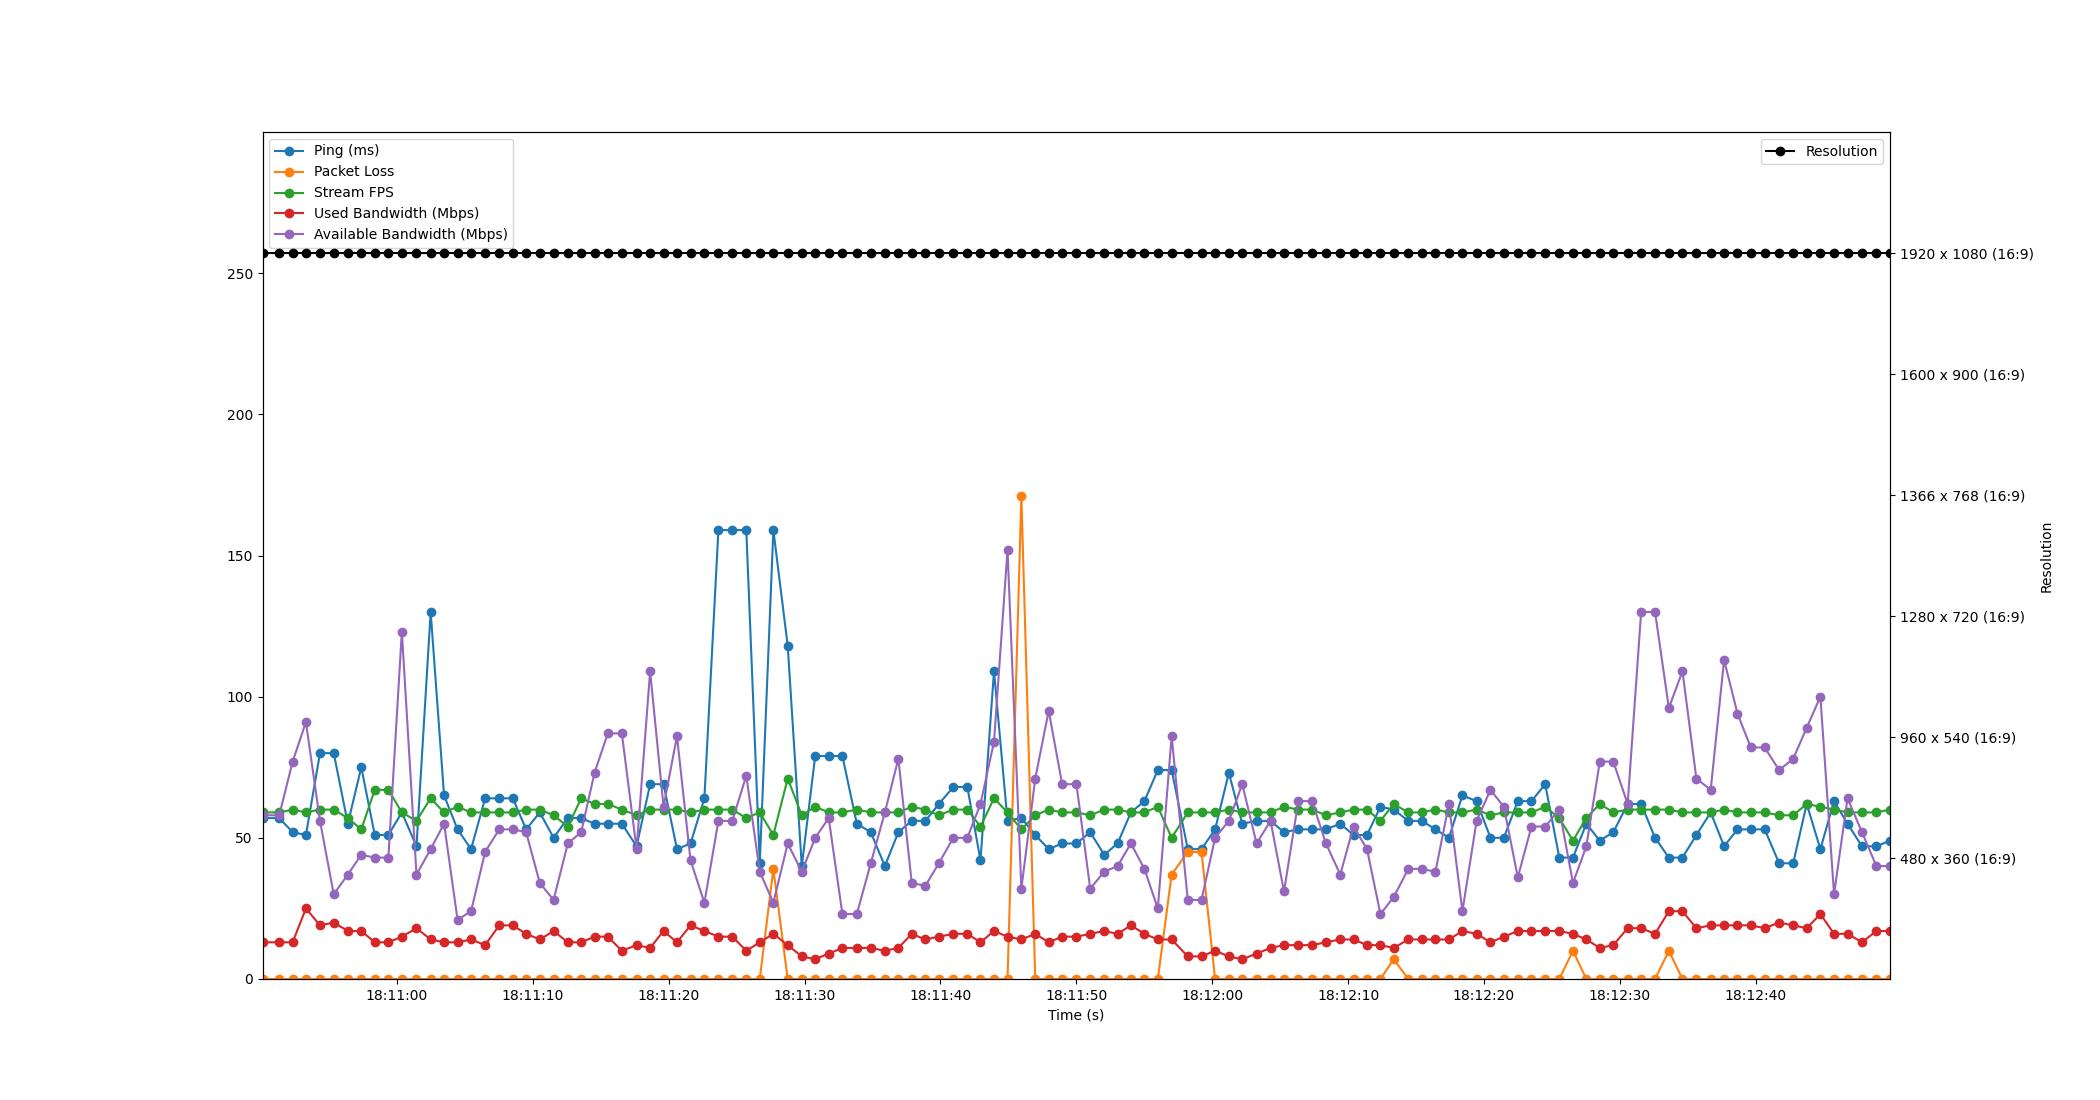 Ping (ms)
Packet Loss
Stream FPS
Used Bandwidth (Mbps)
Available Bandwidth (Mbps)
Resolution
250
200
150
100
50
0
1920 x 1080 (16:9)
1600 x 900 (16:9)
1366 x 768 (16:9)
1280 x 720 (16:9)
960 x 540 (16:9)
480 x 360 (16:9)
Resolution
18:11:00 18:11:10 18:11:20 18:11:30 18:11:40 18:11:50 18:12:00 18:12:10 18:12:20 18:12:30 18:12:40
Time (s)